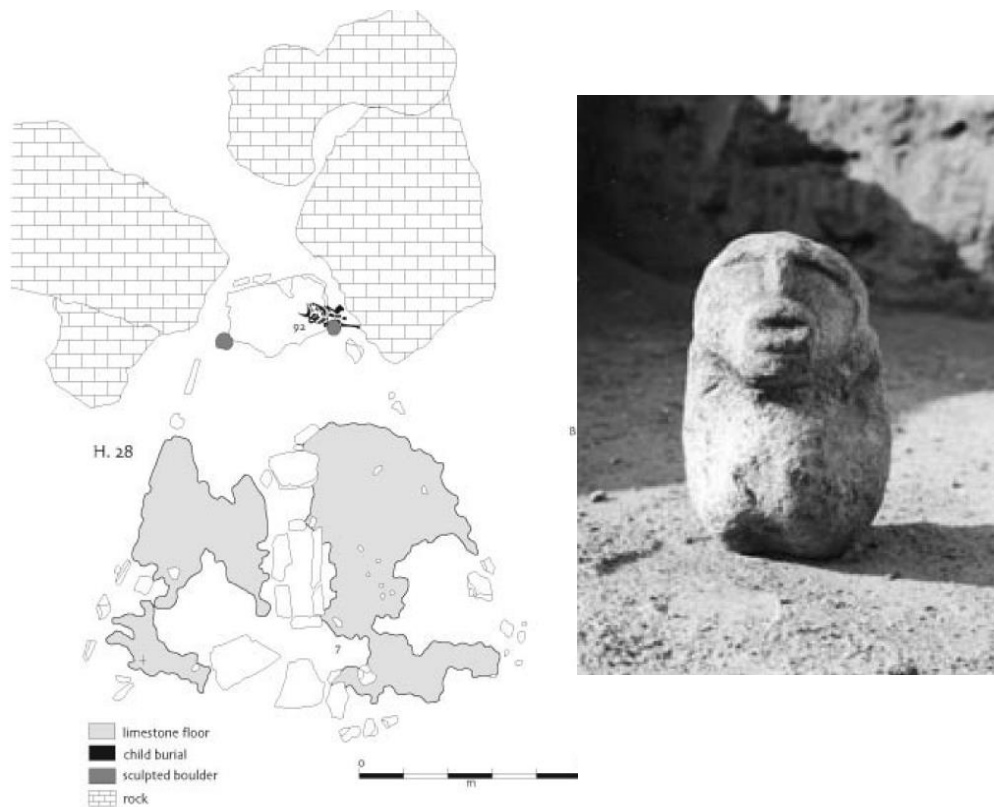 92
B
H. 28
7
limestone floor
child burial
sculpted boulder
rock
0
m